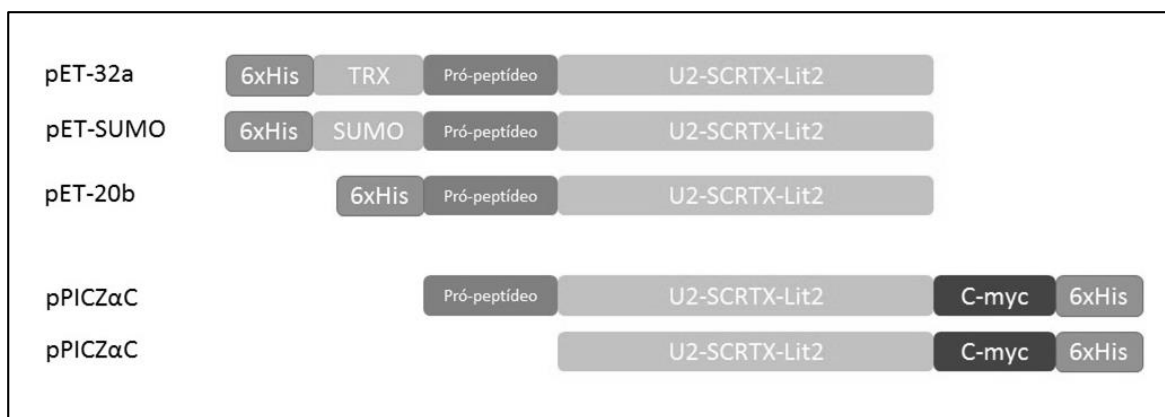 pET-32a 6xHis TRX Pró-peptídeo U2-SCRTX-Lit2
pET-SUMO 6xHis SUMO Pró-peptídeo U2-SCRTX-Lit2
pET-20b 6xHis Pró-peptídeo U2-SCRTX-Lit2
pPICZαC Pró-peptídeo U2-SCRTX-Lit2 C-myc 6xHis
pPICZαC U2-SCRTX-Lit2 C-myc 6xHis